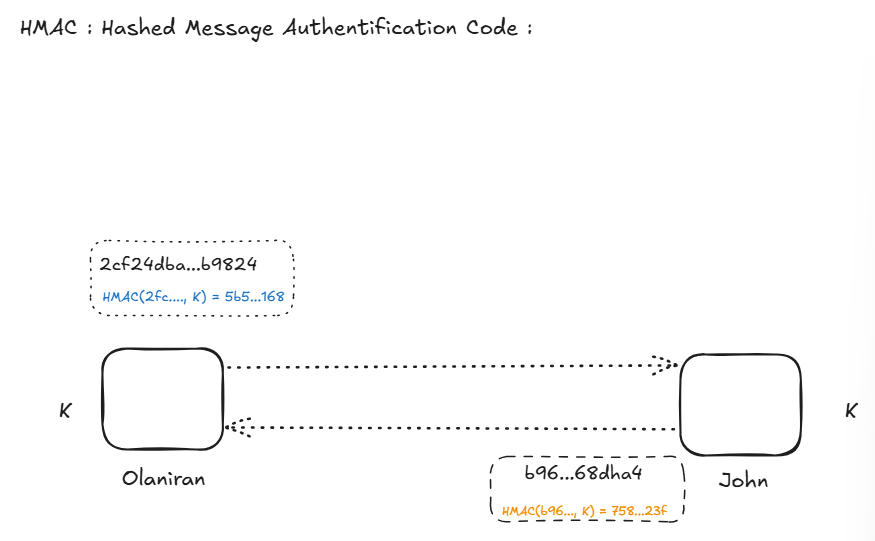 HMAC : Hashed Message Authentification Code :
2cf24dba...b9824
HMAC(2fc...., K) = 5b5...168
K
K
Olaniran
John
b96...68dha4
HMAC(b96..., K) = 758...23f